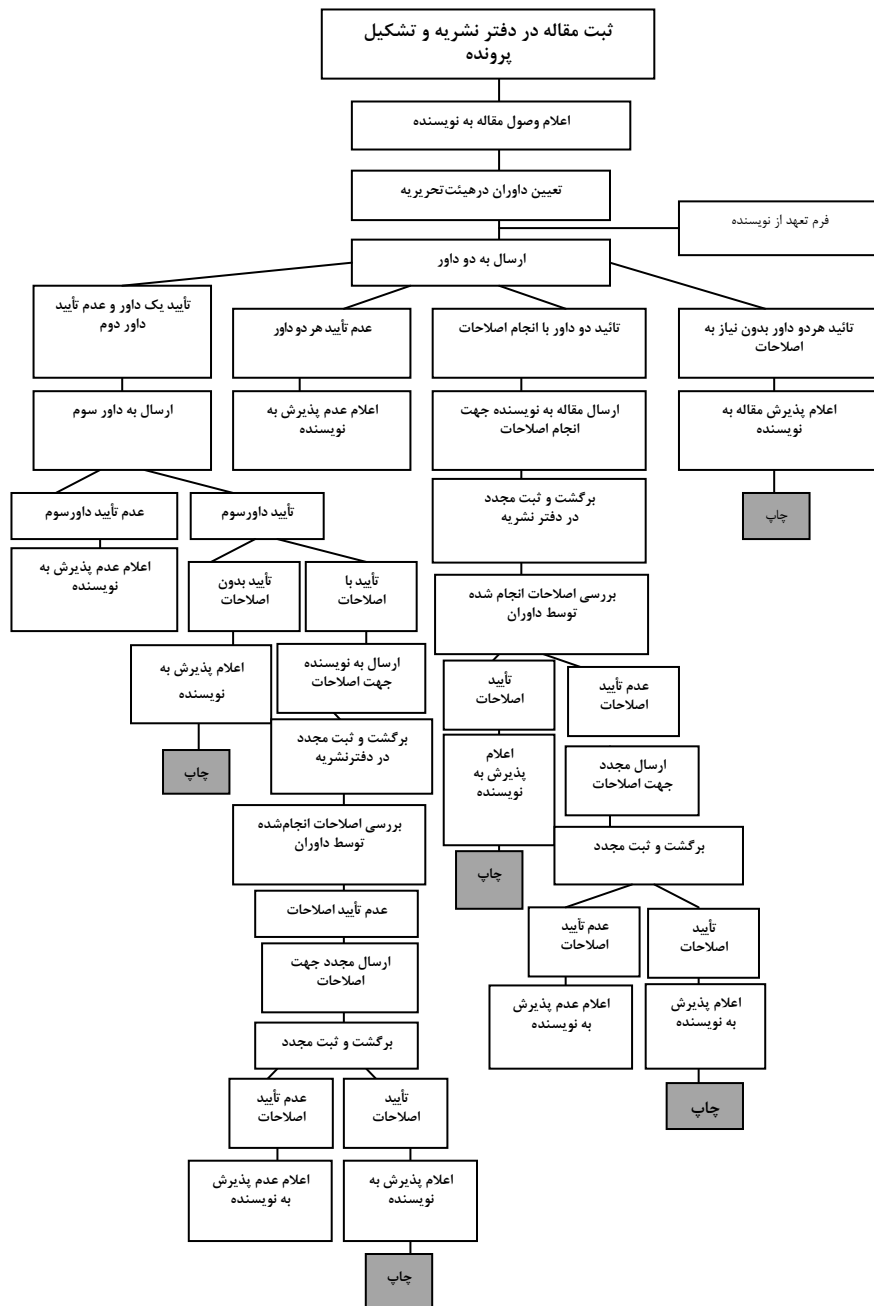 ثبت مقاله در دفتر نشریه و تشکیل
پرونده
اعلام وصول مقاله به نویسنده
تعیین داوران درهیئت‌تحریریه
فرم تعهد از نویسنده
ارسال به دو داور
تائید هردو داور بدون نیاز به
اصلاحات
تائید دو داور با انجام اصلاحات
عدم تأیید هر دو داور
تأیید یک داور و عدم تأیید
داور دوم
اعلام پذیرش مقاله به
نویسنده
ارسال مقاله به نویسنده جهت
انجام اصلاحات
اعلام عدم پذیرش به
نویسنده
ارسال به داور سوم
چاپ
برگشت و ثبت مجدد
در دفتر نشریه
تأیید داورسوم
عدم تأیید داورسوم
بررسی اصلاحات انجام شده
توسط داوران
تأیید با
اصلاحات
تأیید بدون
اصلاحات
اعلام عدم پذیرش به
نویسنده
عدم تأیید
اصلاحات
تأیید
اصلاحات
ارسال به نویسنده
جهت اصلاحات
اعلام پذیرش به
نویسنده
ارسال مجدد
جهت اصلاحات
اعلام
پذیرش به
نویسنده
برگشت و ثبت مجدد
در دفترنشریه
چاپ
برگشت و ثبت مجدد
چاپ
بررسی اصلاحات انجام‌شده
توسط داوران
تأیید
اصلاحات
عدم تأیید
اصلاحات
عدم تأیید اصلاحات
اعلام پذیرش
به نویسنده
اعلام عدم پذیرش
به نویسنده
ارسال مجدد جهت
اصلاحات
چاپ
برگشت و ثبت مجدد
تأیید
اصلاحات
عدم تأیید
اصلاحات
اعلام پذیرش به
نویسنده
اعلام عدم پذیرش
به نویسنده
چاپ